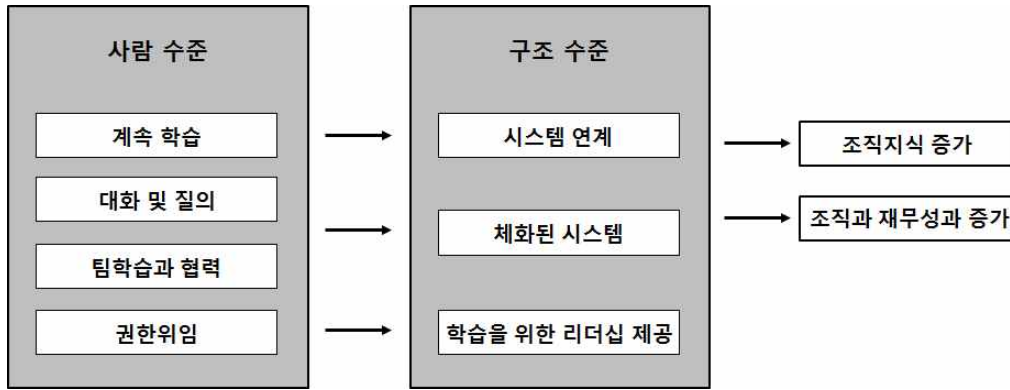 사람 수준
계속 학습
대화 및 질의
팀학습과 협력
권한위임
구조 수준
시스템 연계
체화된 시스템
학습을 위한 리더십 제공
조직지식 증가
조직과 재무성과 증가